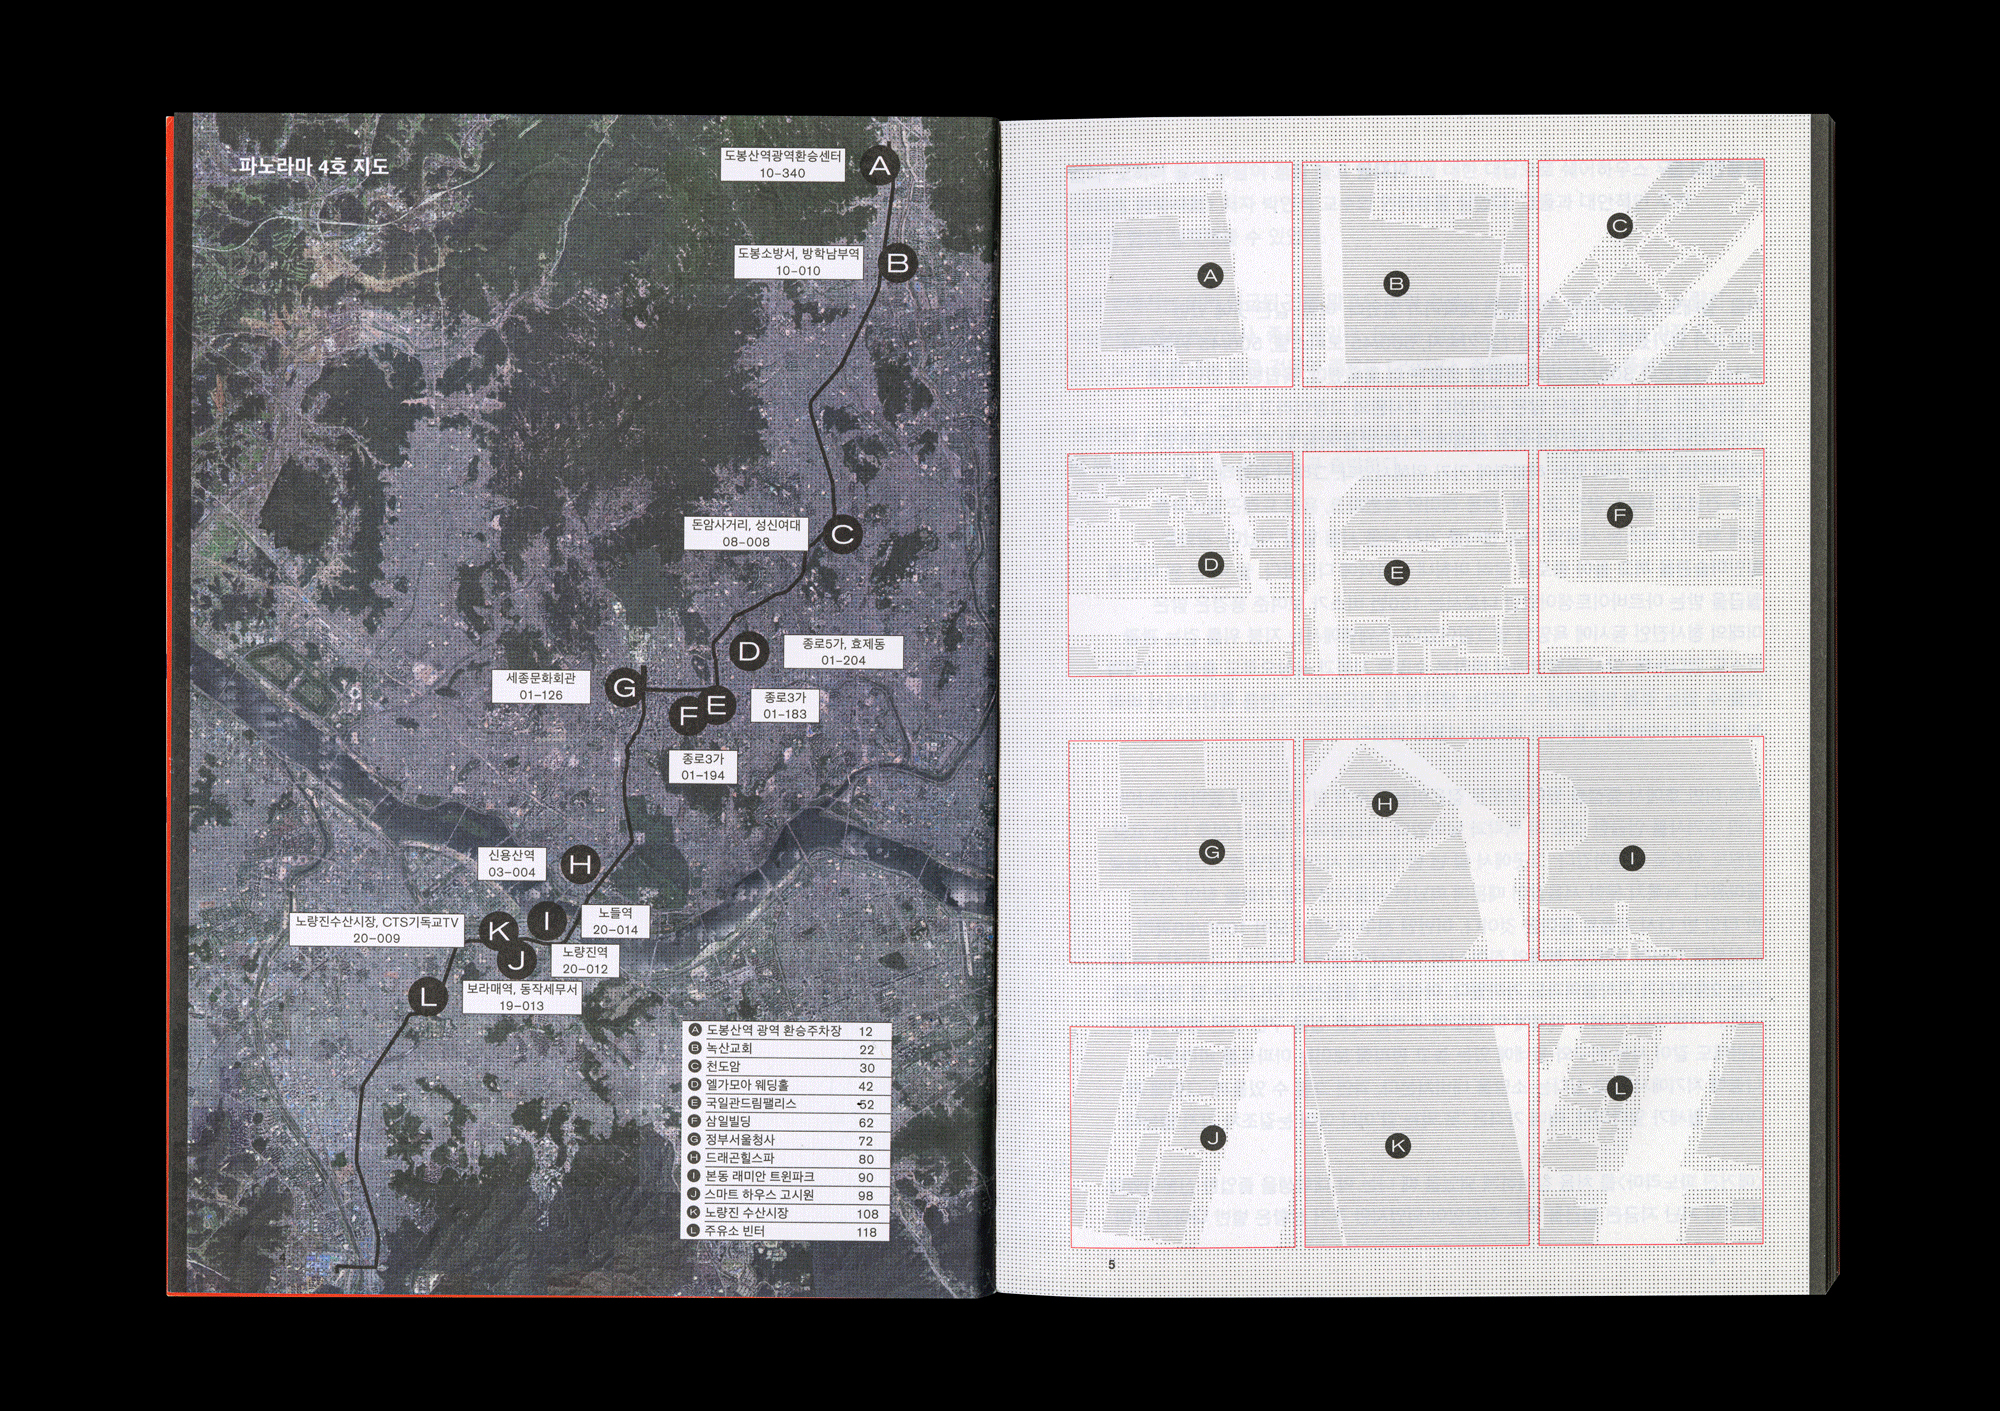 파노라마 4호 지도
도봉산역광역환승센터
10-340
A
도봉소방서, 방학남부역
10-010
B
돈암사거리, 성신여대
08-008
C
D
종로5가, 효제동
01-204
세종문화회관
01-126
G
F
E
종로3가
01-183
종로3가
01-194
신용산역
03-004
H
노량진수산시장, CTS기독교TV
20-009
K
I
노들역
20-014
J
노량진역
20-012
L
보라매역, 동작세무서
19-013
A 도봉산역 광역 환승주차장 12
B 녹산교회 22
C 천도암 30
D 엘가모아 웨딩홀 42
E 국일관드림팰리스 52
F 삼일빌딩 62
G 정부서울청사 72
H 드래곤힐스파 80
I 본동 래미안 트윈파크 90
J 스마트 하우스 고시원 98
K 노량진 수산시장 108
L 주유소 빈터 118
A
B
C
D
E
F
G
H
I
J
K
L
5